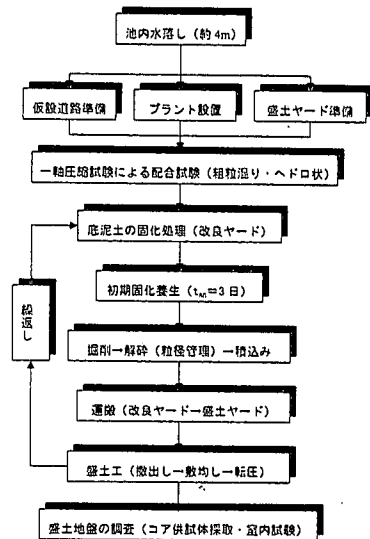 池内水落し（約4m）
仮設道路準備
プラント設置
盛土ヤード準備
一軸圧縮試験による配合試験（粗粒混り・ヘドロ状）
底泥土の固化処理（改良ヤード）
初期固化養生（tₛₒ＝3日）
繰返し
掘削→解砕（粒径管理）→積込み
運搬（改良ヤード→盛土ヤード）
盛土工（撒出し→敷均し→転圧）
盛土地盤の調査（コア供試体採取・室内試験）